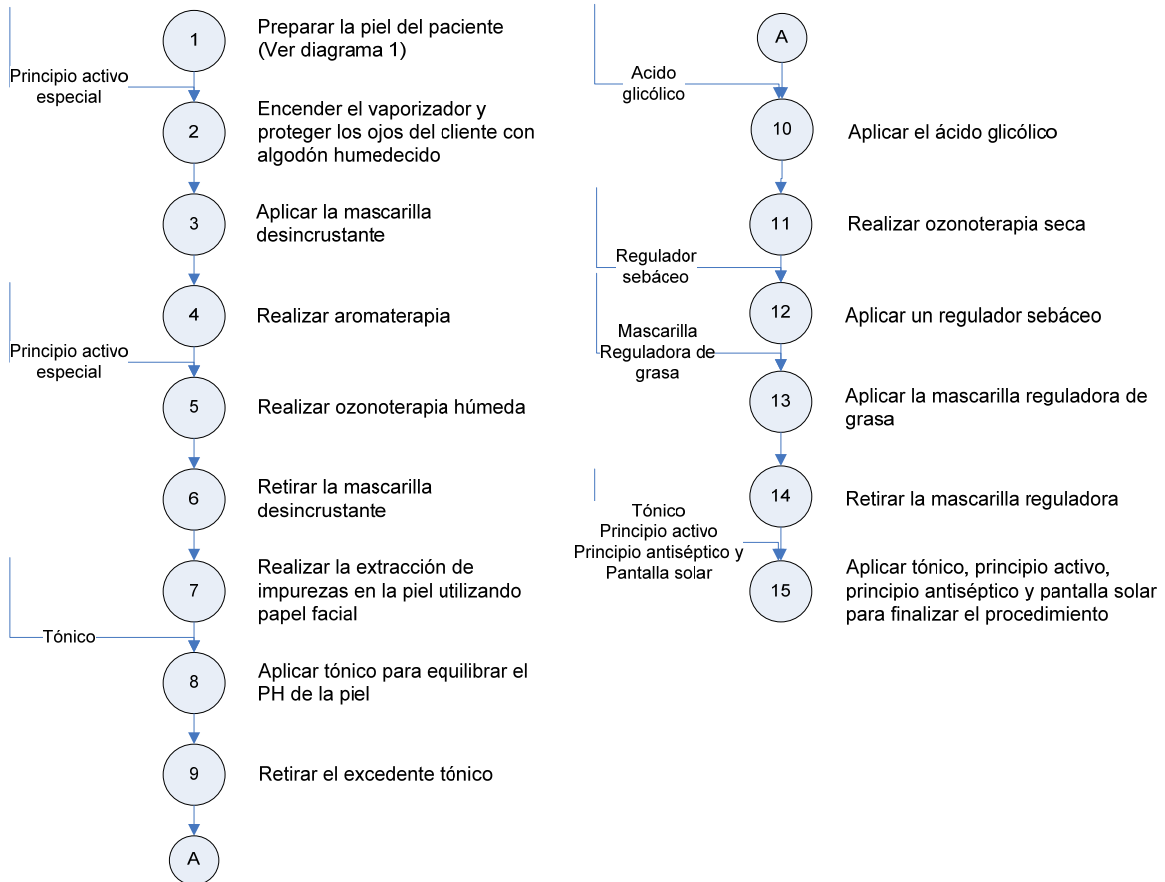 1
Preparar la piel del paciente
(Ver diagrama 1)
Principio activo
especial
2
Encender el vaporizador y
proteger los ojos del cliente con
algodón humedecido
3
Aplicar la mascarilla
desincrustante
4
Realizar aromaterapia
Principio activo
especial
5
Realizar ozonoterapia húmeda
6
Retirar la mascarilla
desincrustante
7
Realizar la extracción de
impurezas en la piel utilizando
papel facial
Tónico
8
Aplicar tónico para equilibrar el
PH de la piel
9
Retirar el excedente tónico
A
A
Acido
glicólico
10
Aplicar el ácido glicólico
11
Realizar ozonoterapia seca
Regulador
sebáceo
12
Aplicar un regulador sebáceo
Mascarilla
Reguladora de
grasa
13
Aplicar la mascarilla reguladora de
grasa
14
Retirar la mascarilla reguladora
Tónico
Principio activo
Principio antiséptico y
Pantalla solar
15
Aplicar tónico, principio activo,
principio antiséptico y pantalla solar
para finalizar el procedimiento